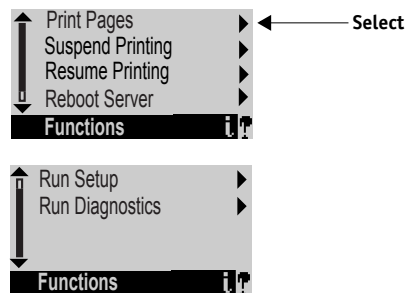 Print Pages
Select
Suspend Printing
Resume Printing
Reboot Server
Functions
Run Setup
Run Diagnostics
Functions